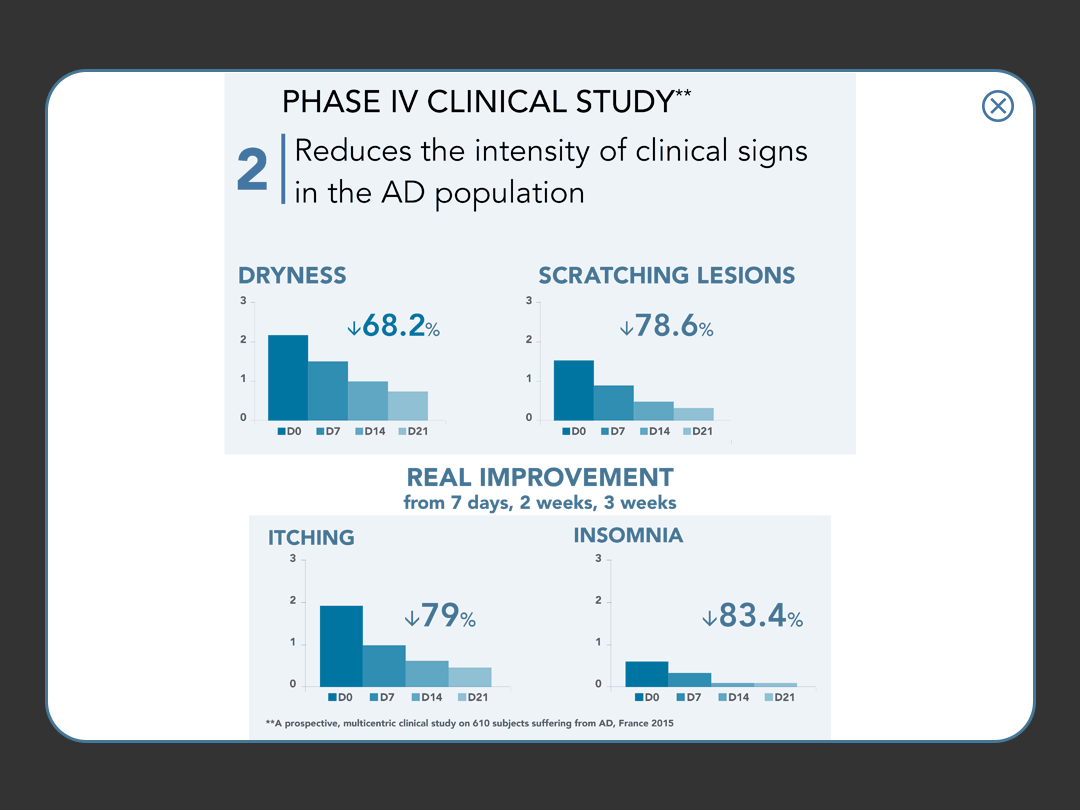 PHASE IV CLINICAL STUDY**
2
Reduces the intensity of clinical signs
in the AD population
DRYNESS
3
2
1
0
↓68.2%
D0 D7 D14 D21
SCRATCHING LESIONS
3
2
1
0
↓78.6%
D0 D7 D14 D21
REAL IMPROVEMENT
from 7 days, 2 weeks, 3 weeks
ITCHING
3
2
1
0
↓79%
D0 D7 D14 D21
INSOMNIA
3
2
1
0
↓83.4%
D0 D7 D14 D21
**A prospective, multicentric clinical study on 610 subjects suffering from AD, France 2015